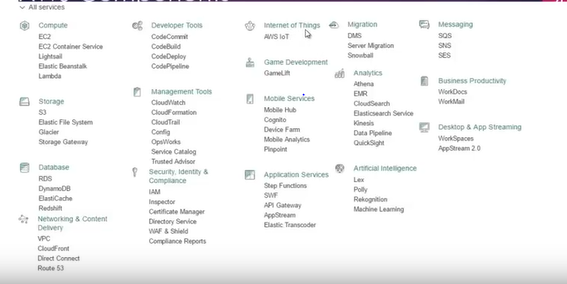 All services
Compute
EC2
EC2 Container Service
Lightsail
Elastic Beanstalk
Lambda
Storage
S3
Elastic File System
Glacier
Storage Gateway
Database
RDS
DynamoDB
ElastiCache
Redshift
Networking & Content
Delivery
VPC
CloudFront
Direct Connect
Route 53
Developer Tools
CodeCommit
CodeBuild
CodeDeploy
CodePipeline
Management Tools
CloudWatch
CloudFormation
CloudTrail
Config
OpsWorks
Service Catalog
Trusted Advisor
Security, Identity &
Compliance
IAM
Inspector
Certificate Manager
Directory Service
WAF & Shield
Compliance Reports
Internet of Things
AWS IoT
Game Development
GameLift
Mobile Services
Mobile Hub
Cognito
Device Farm
Mobile Analytics
Pinpoint
Application Services
Step Functions
SWF
API Gateway
AppStream
Elastic Transcoder
Migration
DMS
Server Migration
Snowball
Analytics
Athena
EMR
CloudSearch
Elasticsearch Service
Kinesis
Data Pipeline
QuickSight
Artificial Intelligence
Lex
Polly
Rekognition
Machine Learning
Messaging
SQS
SNS
SES
Business Productivity
WorkDocs
WorkMail
Desktop & App Streaming
WorkSpaces
AppStream 2.0